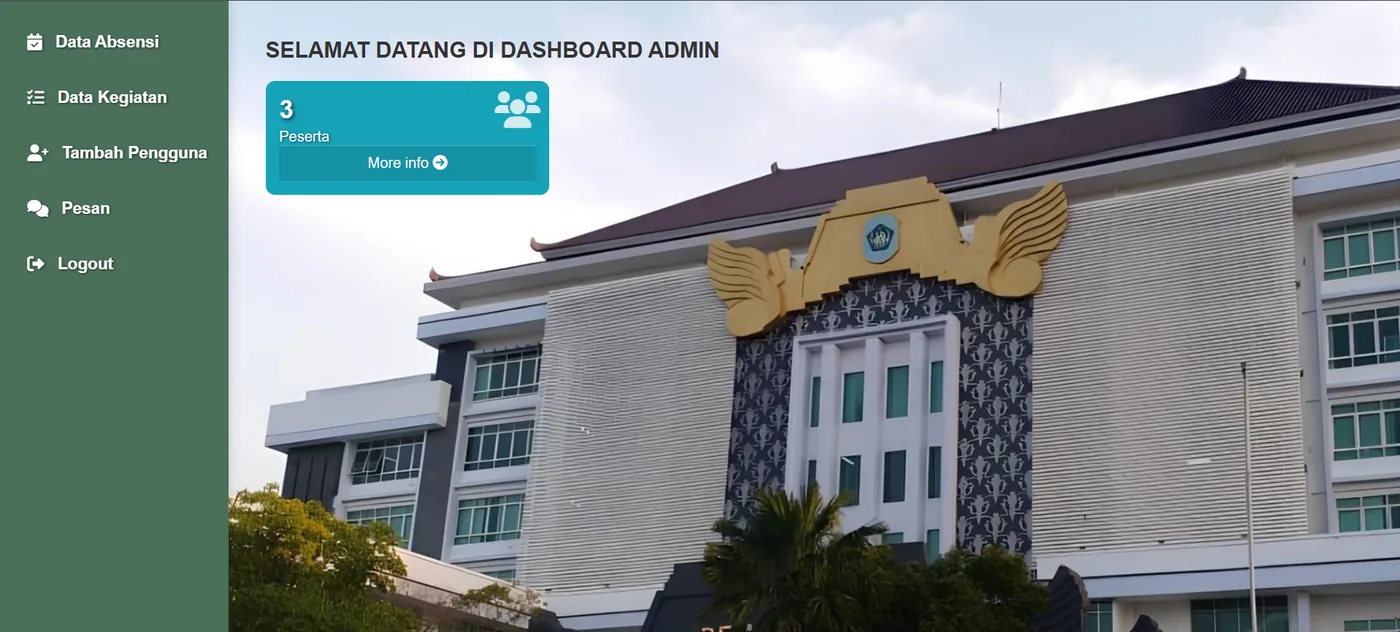 Data Absensi
Data Kegiatan
Tambah Pengguna
Pesan
Logout
SELAMAT DATANG DI DASHBOARD ADMIN
3
Peserta
More info